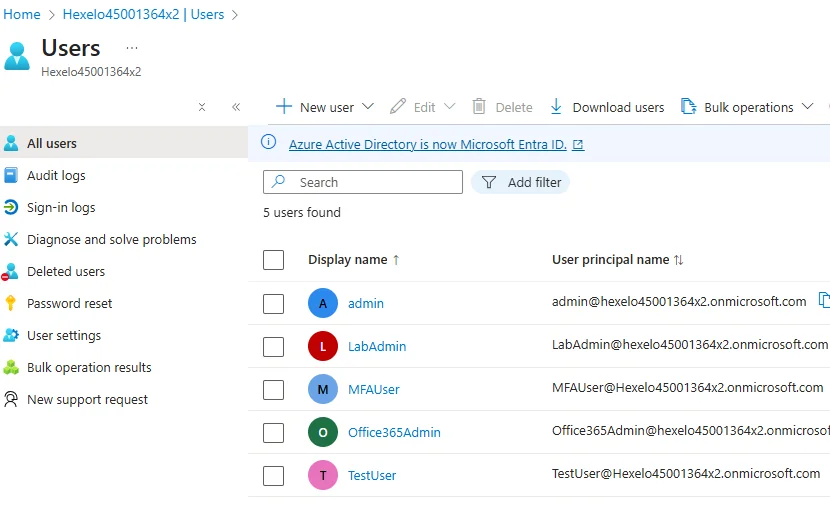 Home > Hexelo45001364x2 | Users >
Users ...
Hexelo45001364x2
New user Edit Delete Download users Bulk operations
All users
Audit logs
Sign-in logs
Diagnose and solve problems
Deleted users
Password reset
User settings
Bulk operation results
New support request
Azure Active Directory is now Microsoft Entra ID.
Search Add filter
5 users found
Display name ↑ User principal name ↑↓
A admin admin@hexelo45001364x2.onmicrosoft.com
L LabAdmin LabAdmin@hexelo45001364x2.onmicrosoft.com
M MFAUser MFAUser@Hexelo45001364x2.onmicrosoft.com
O Office365Admin Office365Admin@hexelo45001364x2.onmicrosof
T TestUser TestUser@Hexelo45001364x2.onmicrosoft.com